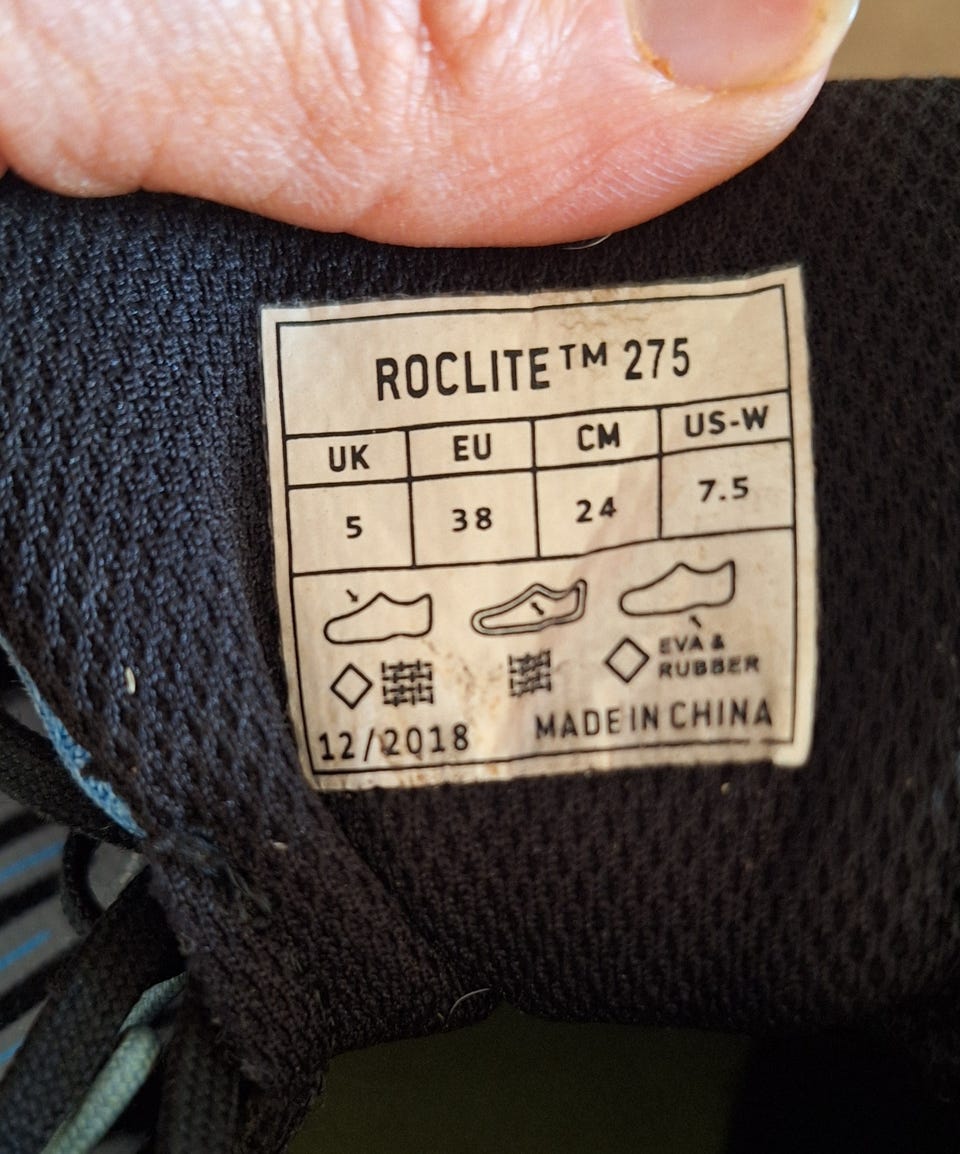 ROCLITE™ 275
UK EU CM US-W
5 38 24 7.5
EVA &
RUBBER
12/2018 MADE IN CHINA